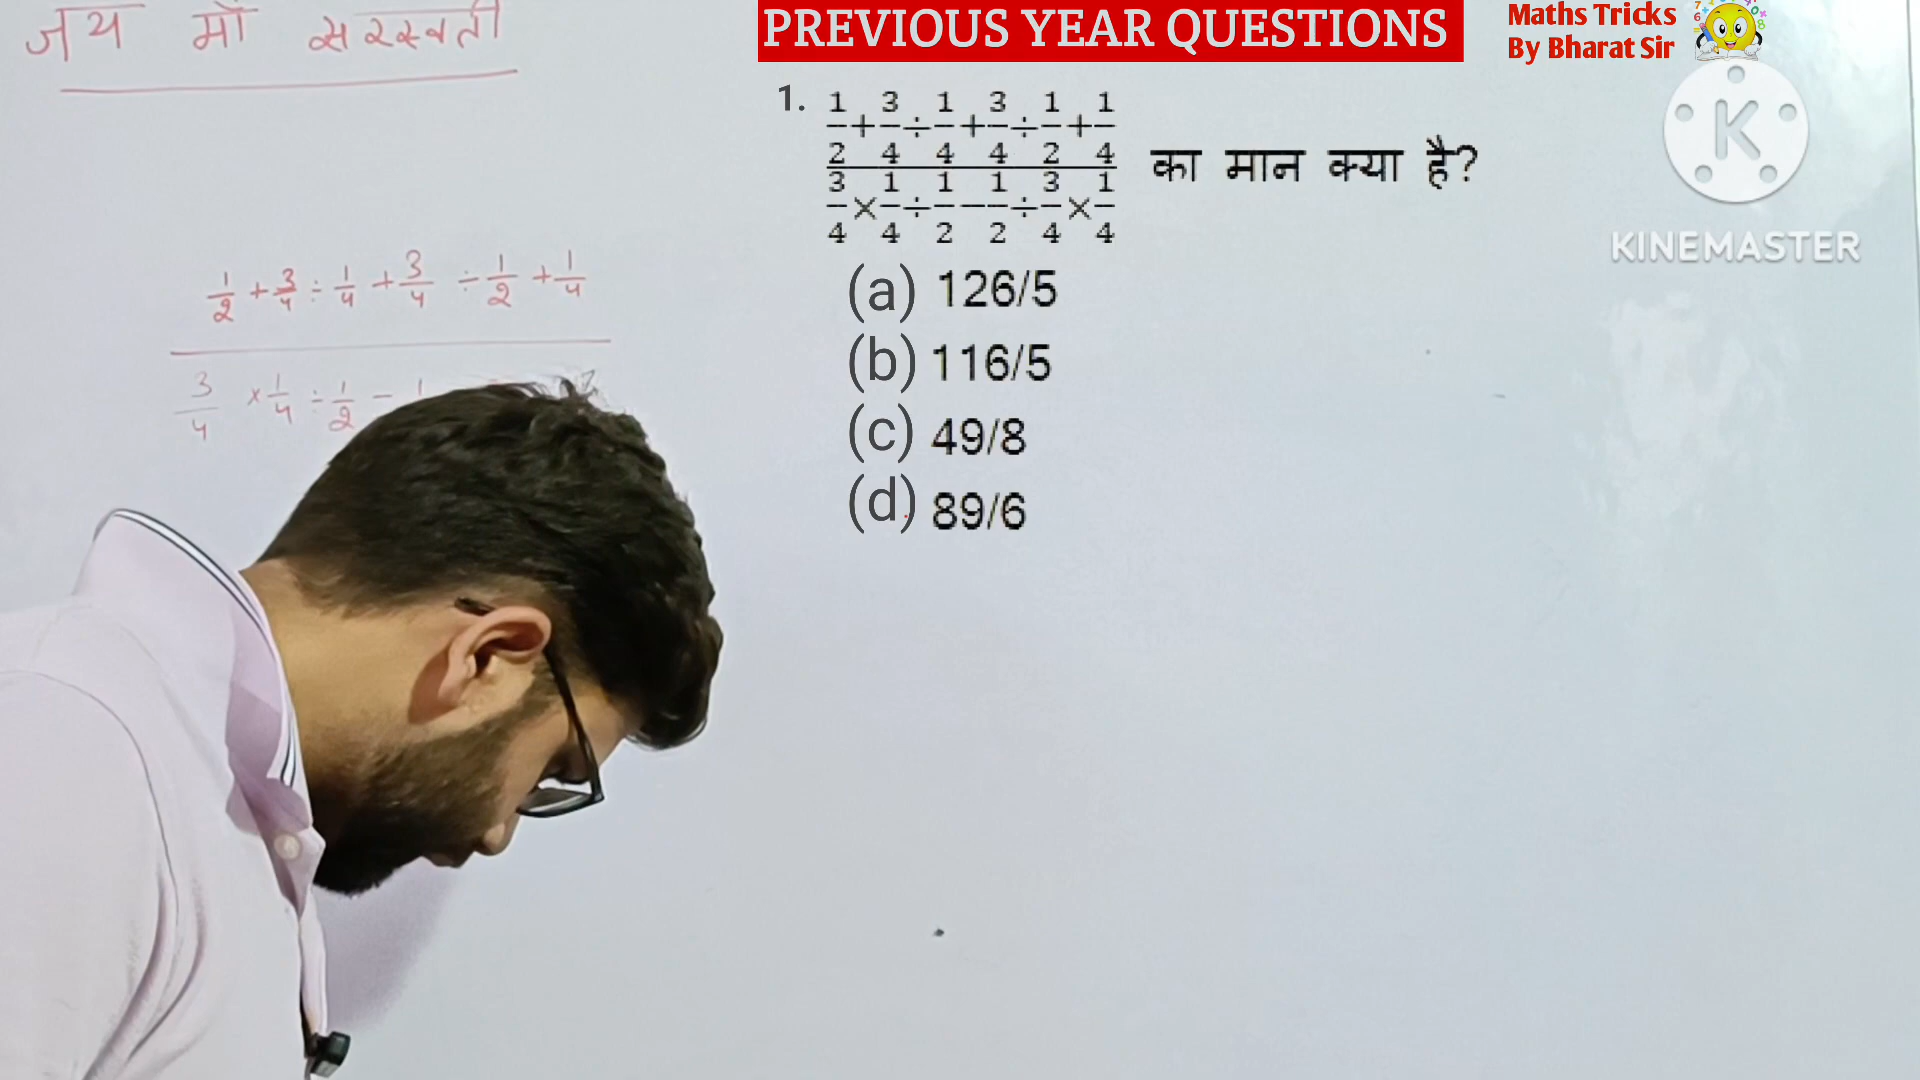 जय माँ सरस्वती
PREVIOUS YEAR QUESTIONS
Maths Tricks
By Bharat Sir
KINEMASTER
1. 1/2 + 3/4 ÷ 1/4 + 3/4 ÷ 1/2 + 1/4
3/4 × 1/4 ÷ 1/2 − 1/2 ÷ 3/4 × 1/4
का मान क्या है?
(a) 126/5
(b) 116/5
(c) 49/8
(d) 89/6
1/2 + 3/4 ÷ 1/4 + 3/4 ÷ 1/2 + 1/4
3/4 × 1/4 ÷ 1/2 −